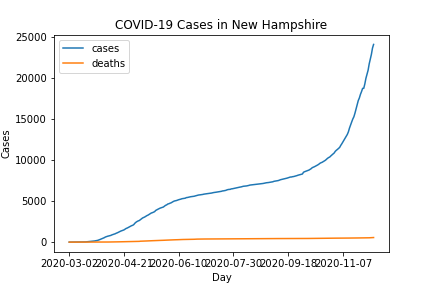 COVID-19 Cases in New Hampshire
25000
20000
15000
10000
5000
0
Cases
cases
deaths
2020-03-02
2020-04-21
2020-06-10
2020-07-30
2020-09-18
2020-11-07
Day